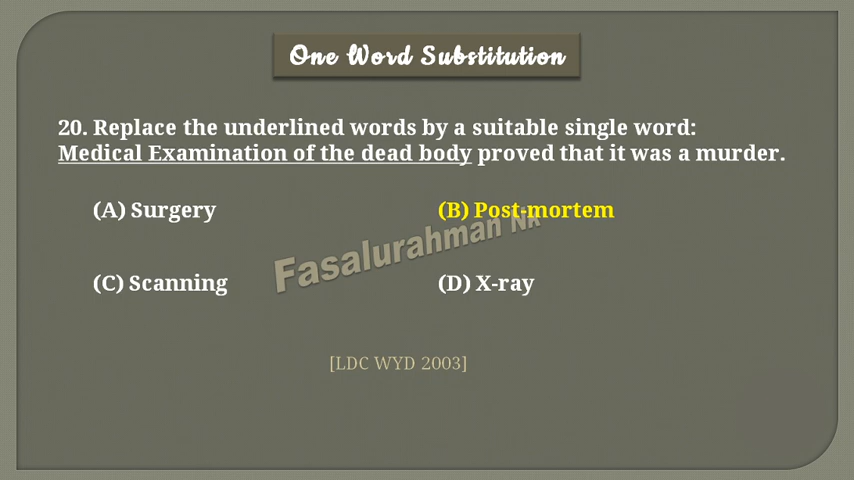 One Word Substitution
20. Replace the underlined words by a suitable single word:
Medical Examination of the dead body proved that it was a murder.
(A) Surgery
(B) Post-mortem
Fasalurahman Nk
(C) Scanning
(D) X-ray
[LDC WYD 2003]